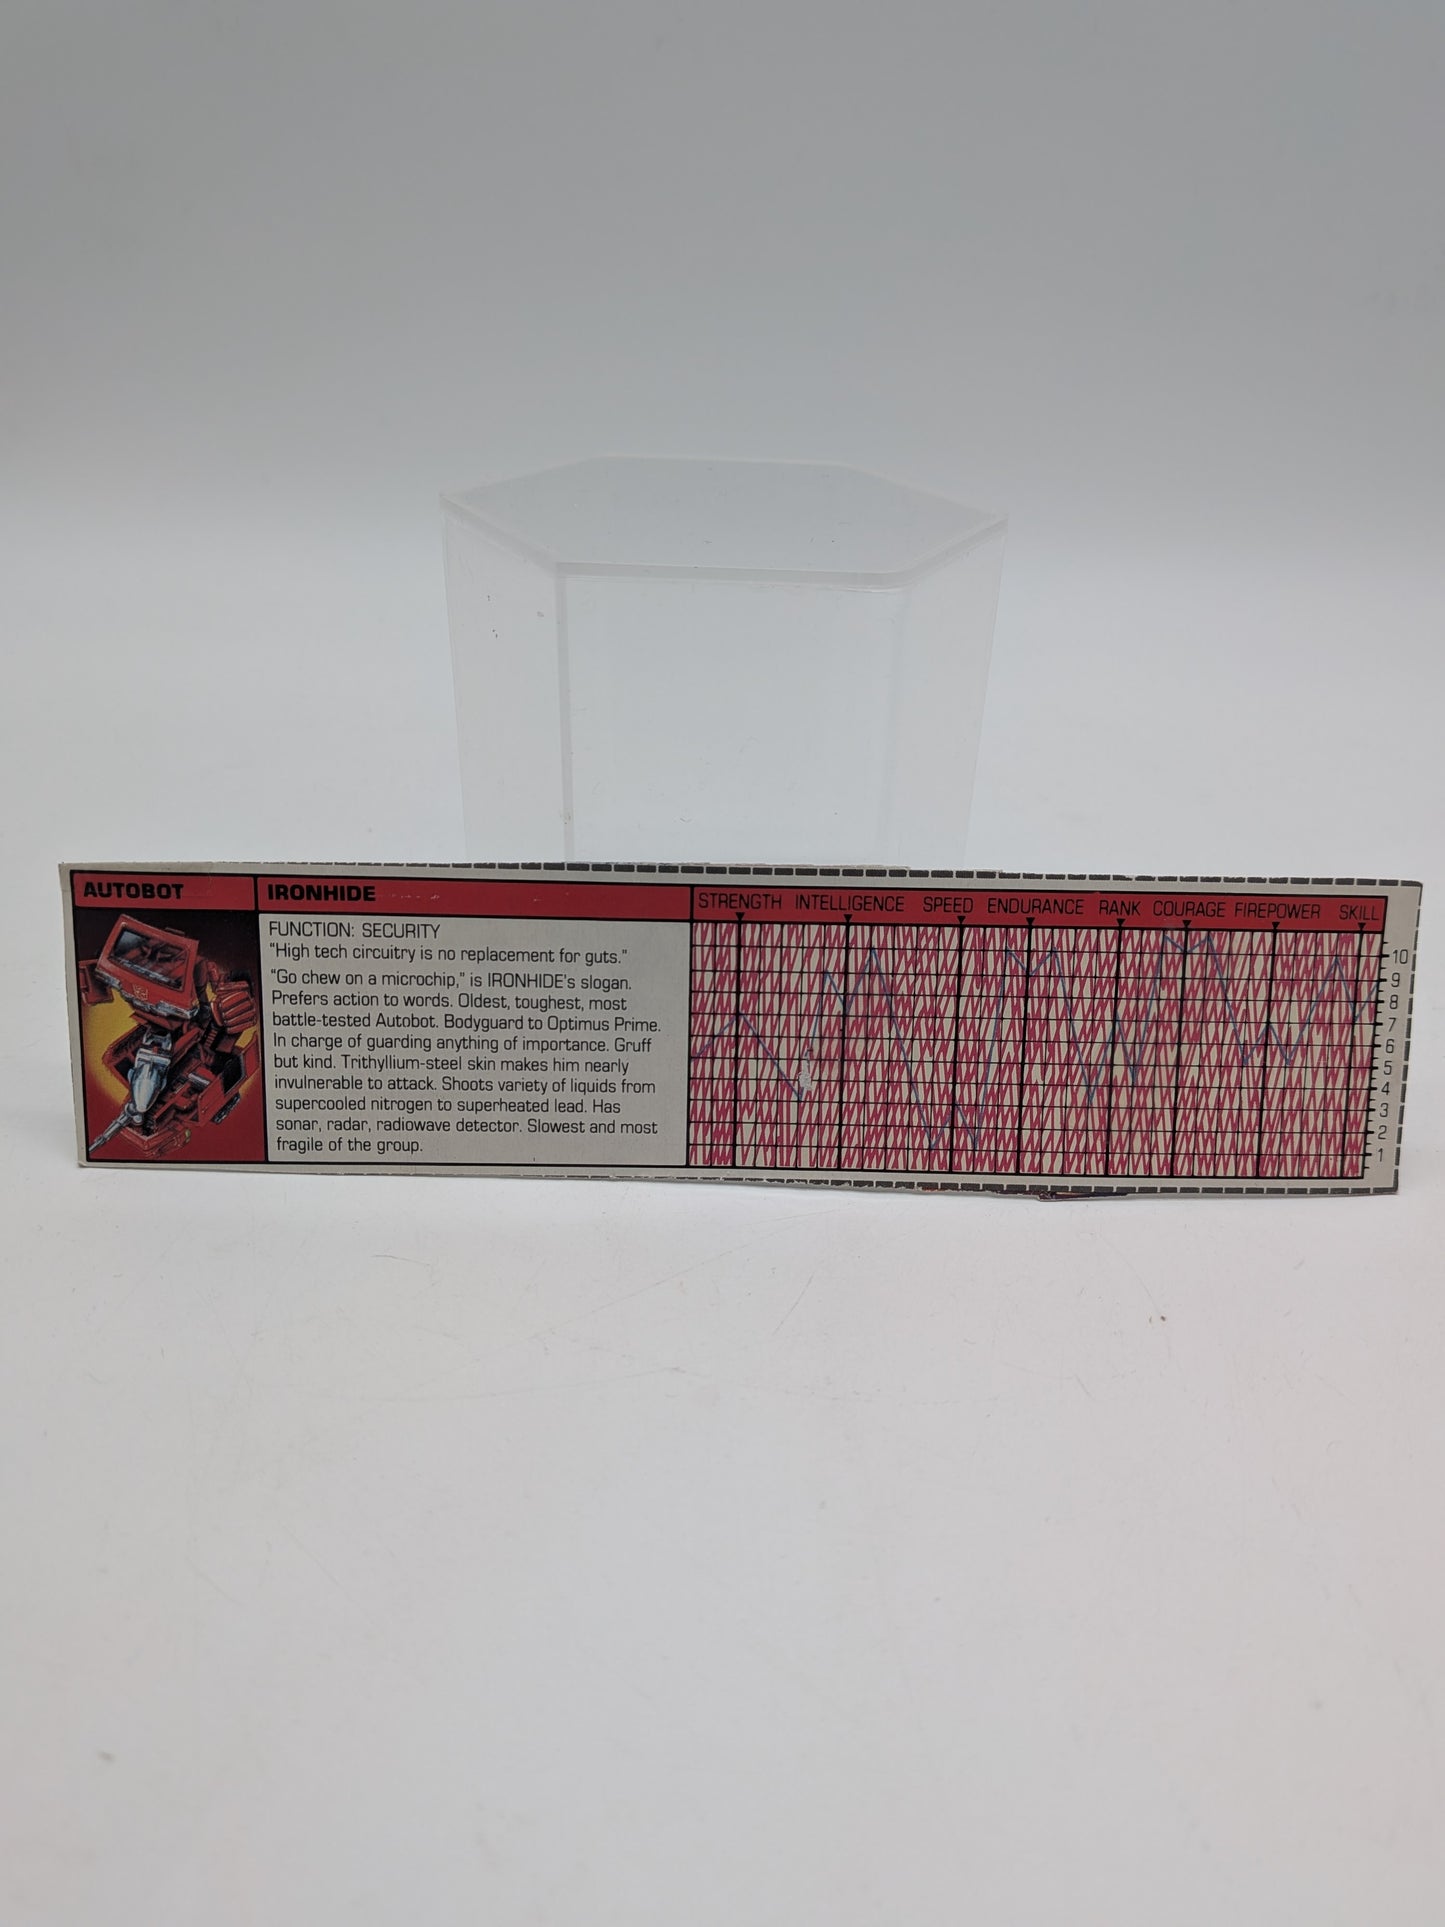 AUTOBOT
IRONHIDE
FUNCTION: SECURITY
"High tech circuitry is no replacement for guts."
"Go chew on a microchip," is IRONHIDE's slogan.
Prefers action to words. Oldest, toughest, most
battle-tested Autobot. Bodyguard to Optimus Prime.
In charge of guarding anything of importance. Gruff
but kind. Trithyllium-steel skin makes him nearly
invulnerable to attack. Shoots variety of liquids from
supercooled nitrogen to superheated lead. Has
sonar, radar, radiowave detector. Slowest and most
fragile of the group.
STRENGTH INTELLIGENCE SPEED ENDURANCE RANK COURAGE FIREPOWER SKILL
10
9
8
7
6
5
4
3
2
1